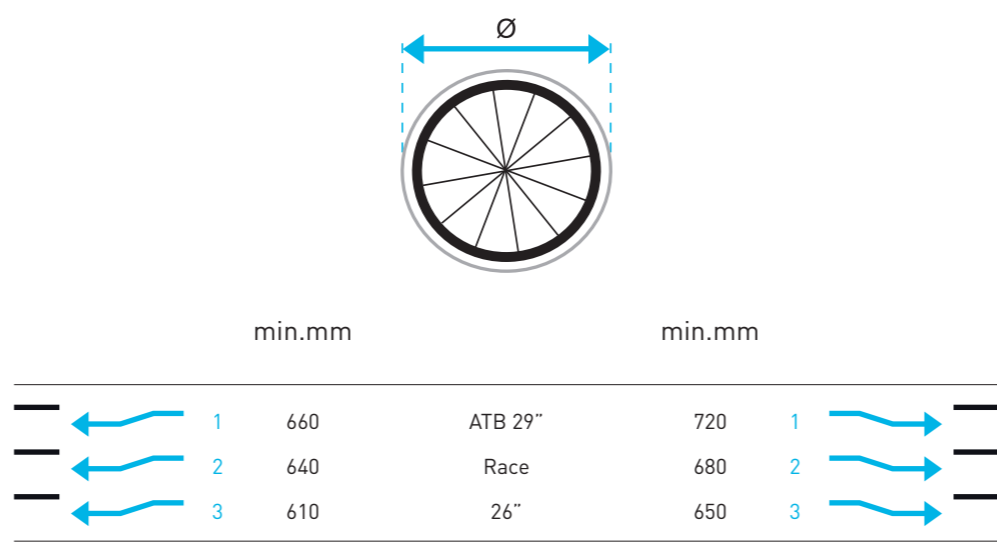 Ø
min.mm min.mm
1 660 ATB 29” 720 1
2 640 Race 680 2
3 610 26” 650 3